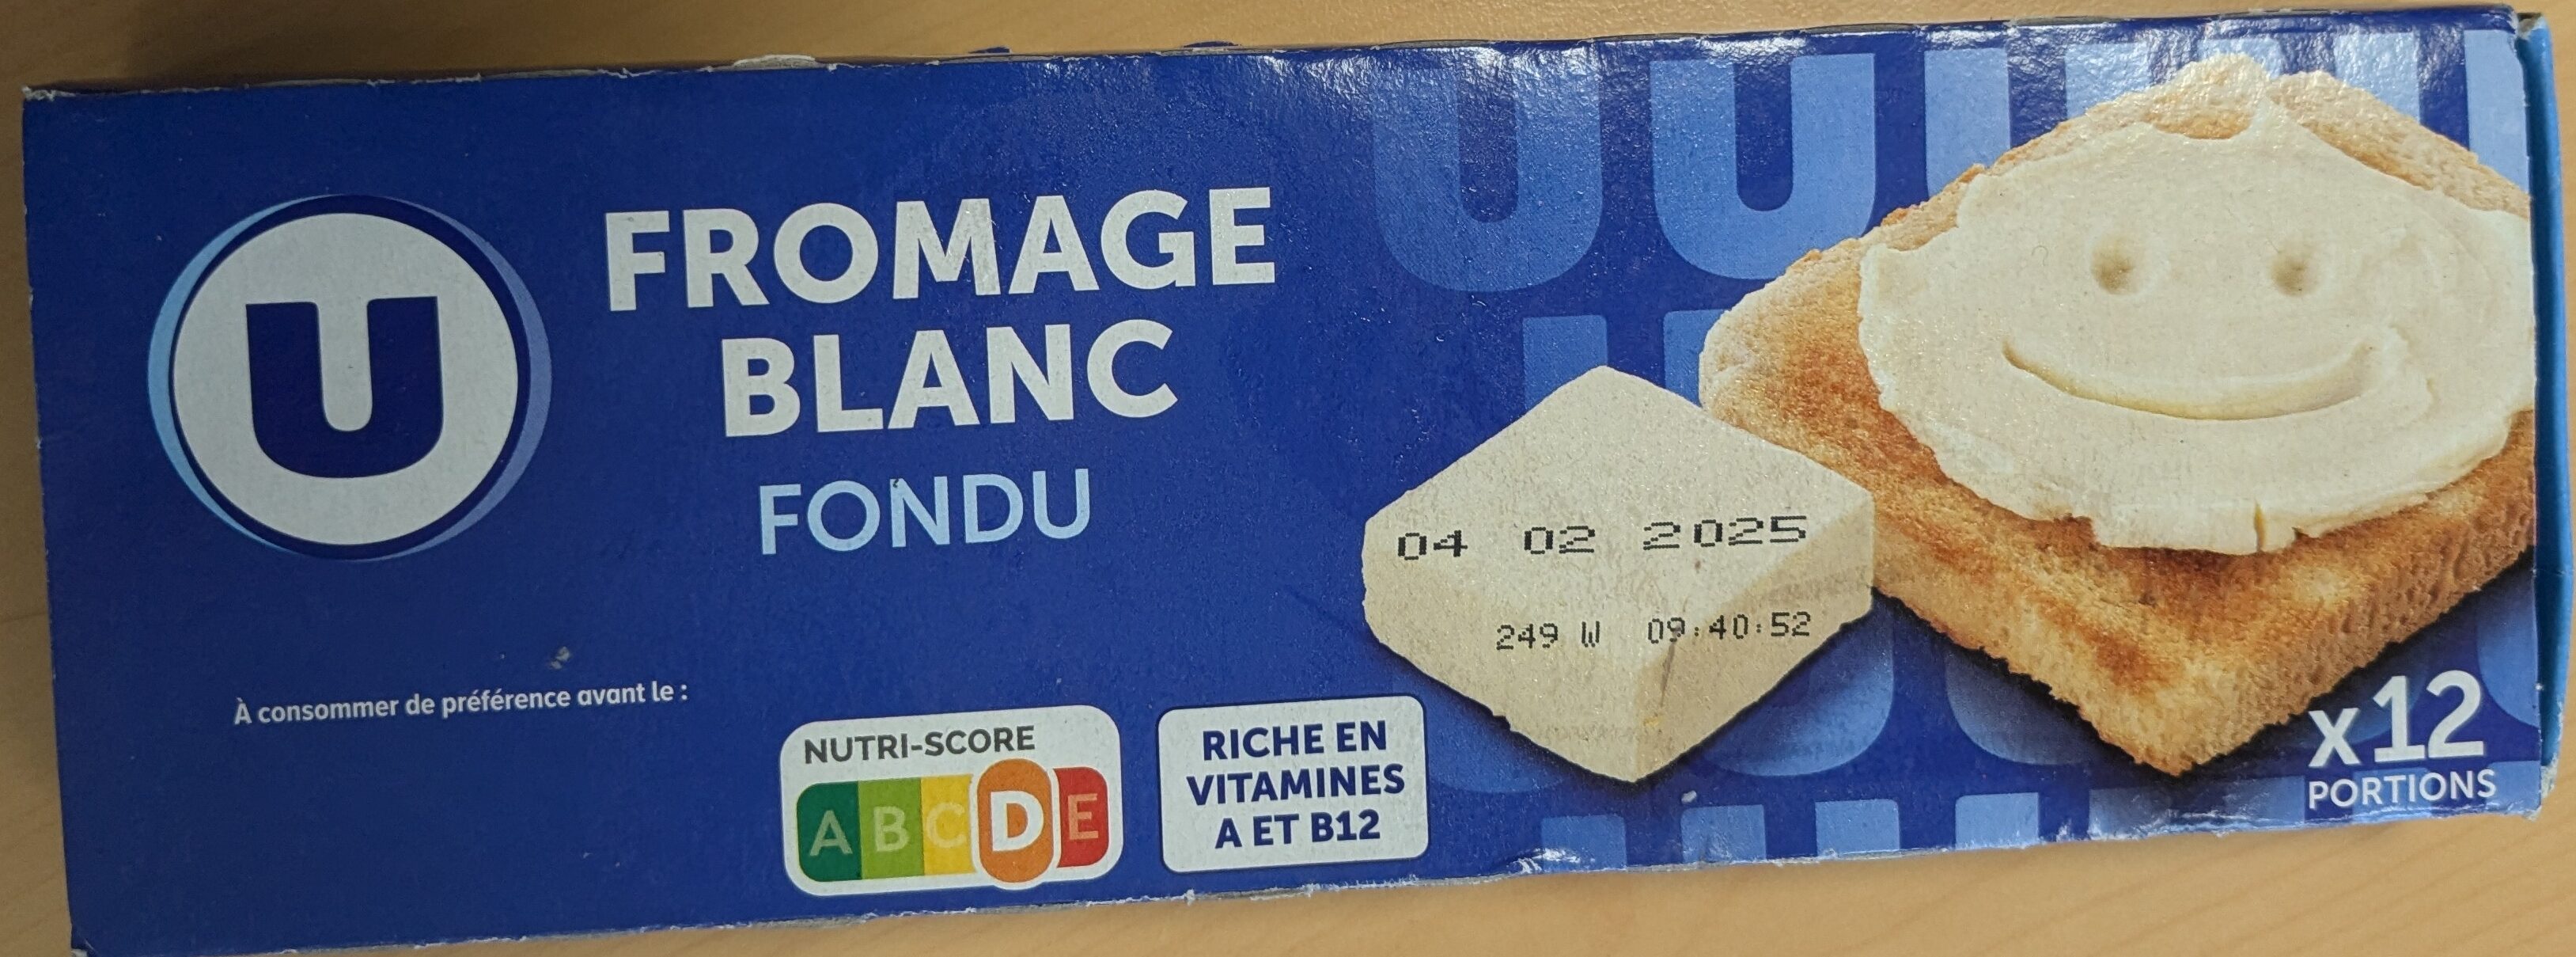 U
FROMAGE
BLANC
FONDU
04 02 2025
249 W 09:40:52
À consommer de préférence avant le :
NUTRI-SCORE
A B C D E
RICHE EN
VITAMINES
A ET B12
x12
PORTIONS